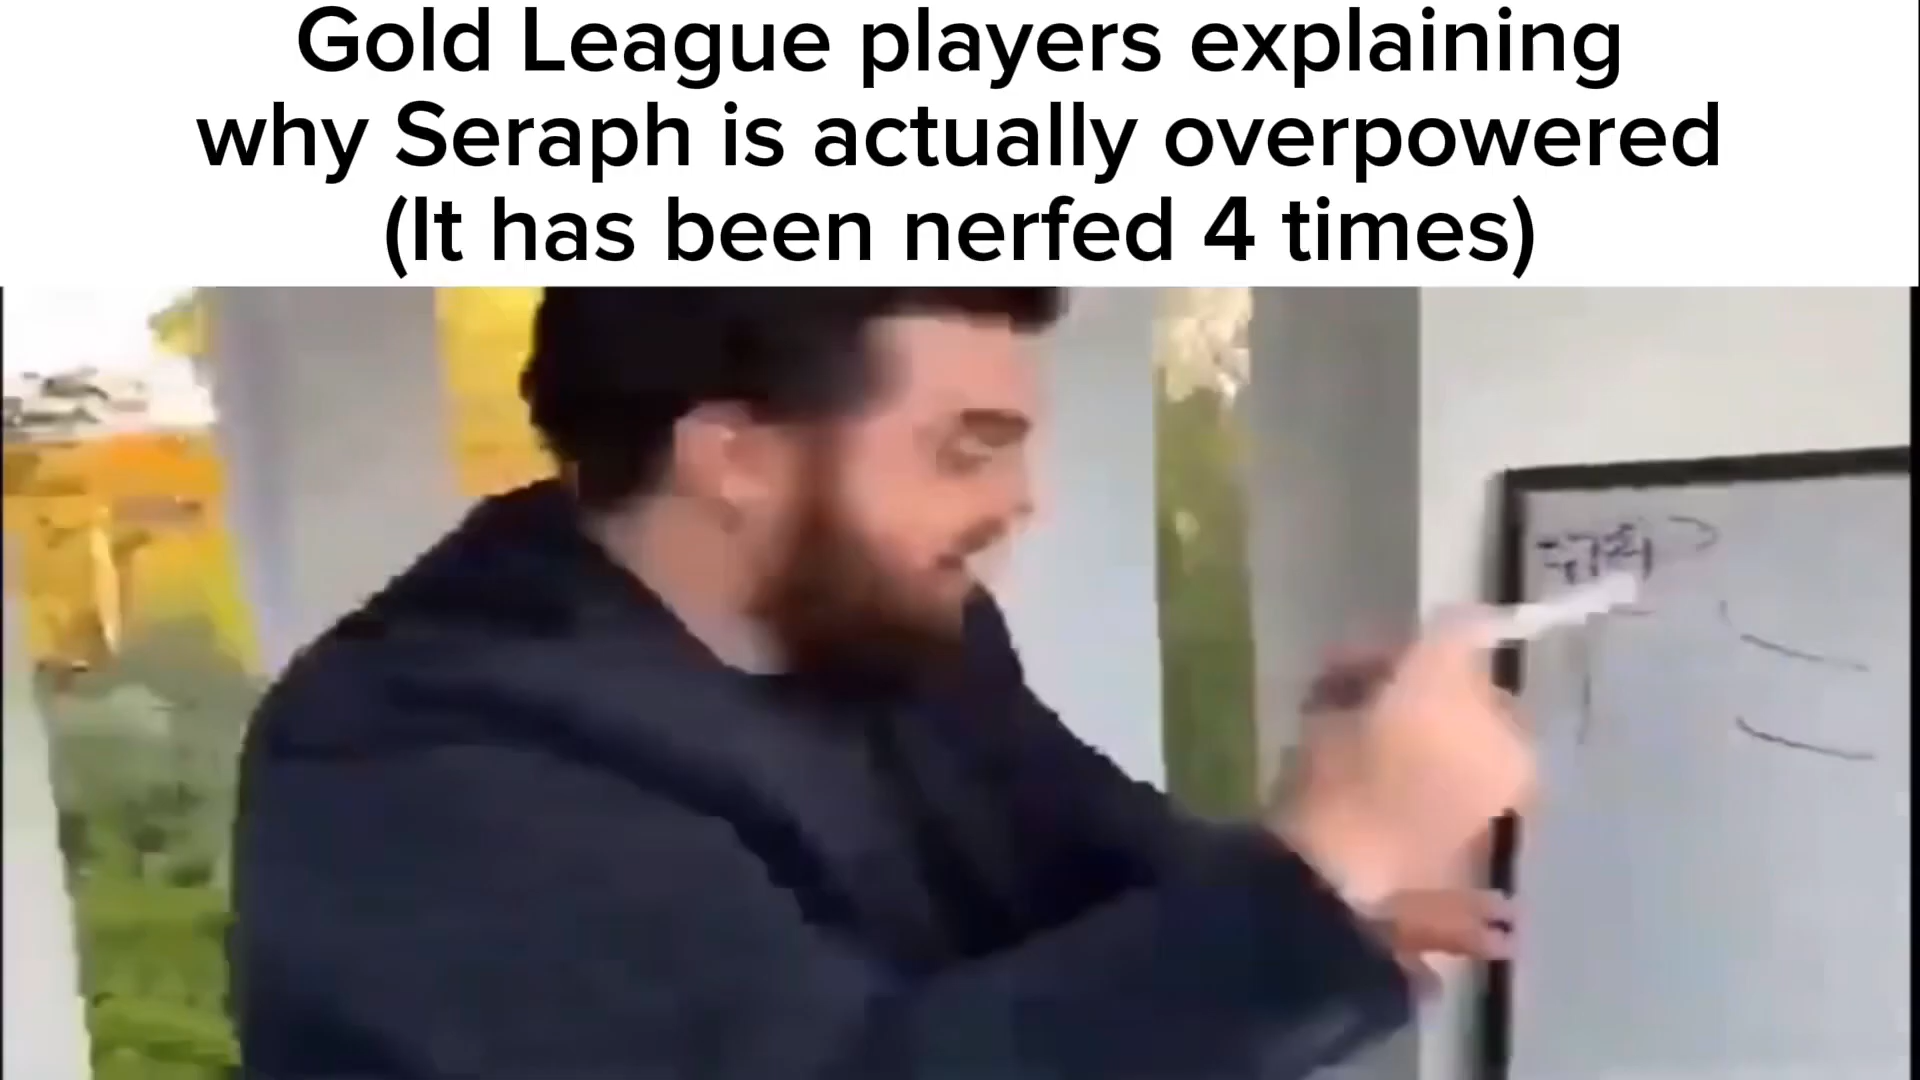 Gold League players explaining
why Seraph is actually overpowered
(It has been nerfed 4 times)